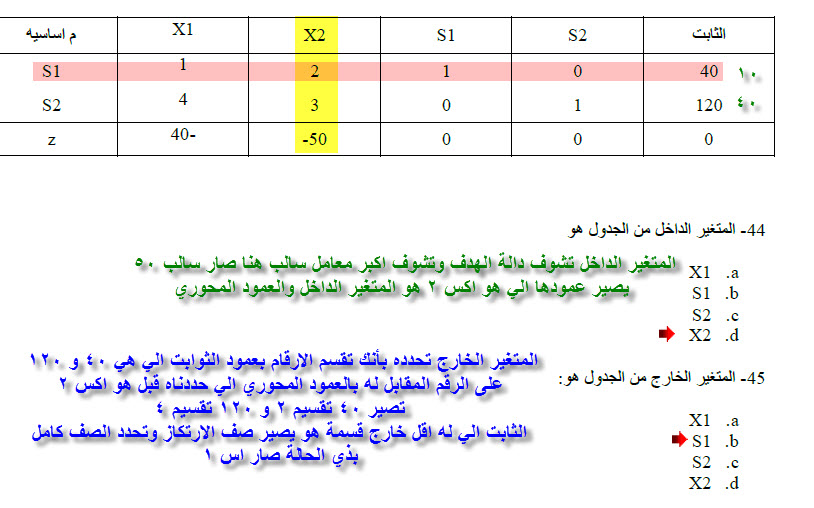 م اساسيه X1 X2 S1 S2 الثابت
S1 1 2 1 0 40 ١٠
S2 4 3 0 1 120 ٤٠
z 40- -50 0 0 0
44- المتغير الداخل من الجدول هو
المتغير الداخل تشوف دالة الهدف وتشوف اكبر معامل سالب هنا صار سالب ٥٠
يصير عمودها الي هو اكس ٢ هو المتغير الداخل والعمود المحوري
X1 .a
S1 .b
S2 .c
X2 .d
المتغير الخارج تحدده بأنك تقسم الارقام بعمود الثوابت الي هي ٤٠ و ١٢٠
على الرقم المقابل له بالعمود المحوري الي حددناه قبل هو اكس ٢
تصير ٤٠ تقسيم ٢ و ١٢٠ تقسيم ٤
الثابت الي له اقل خارج قسمة هو يصير صف الارتكاز وتحدد الصف كامل
بذي الحالة صار اس ١
45- المتغير الخارج من الجدول هو:
X1 .a
S1 .b
S2 .c
X2 .d